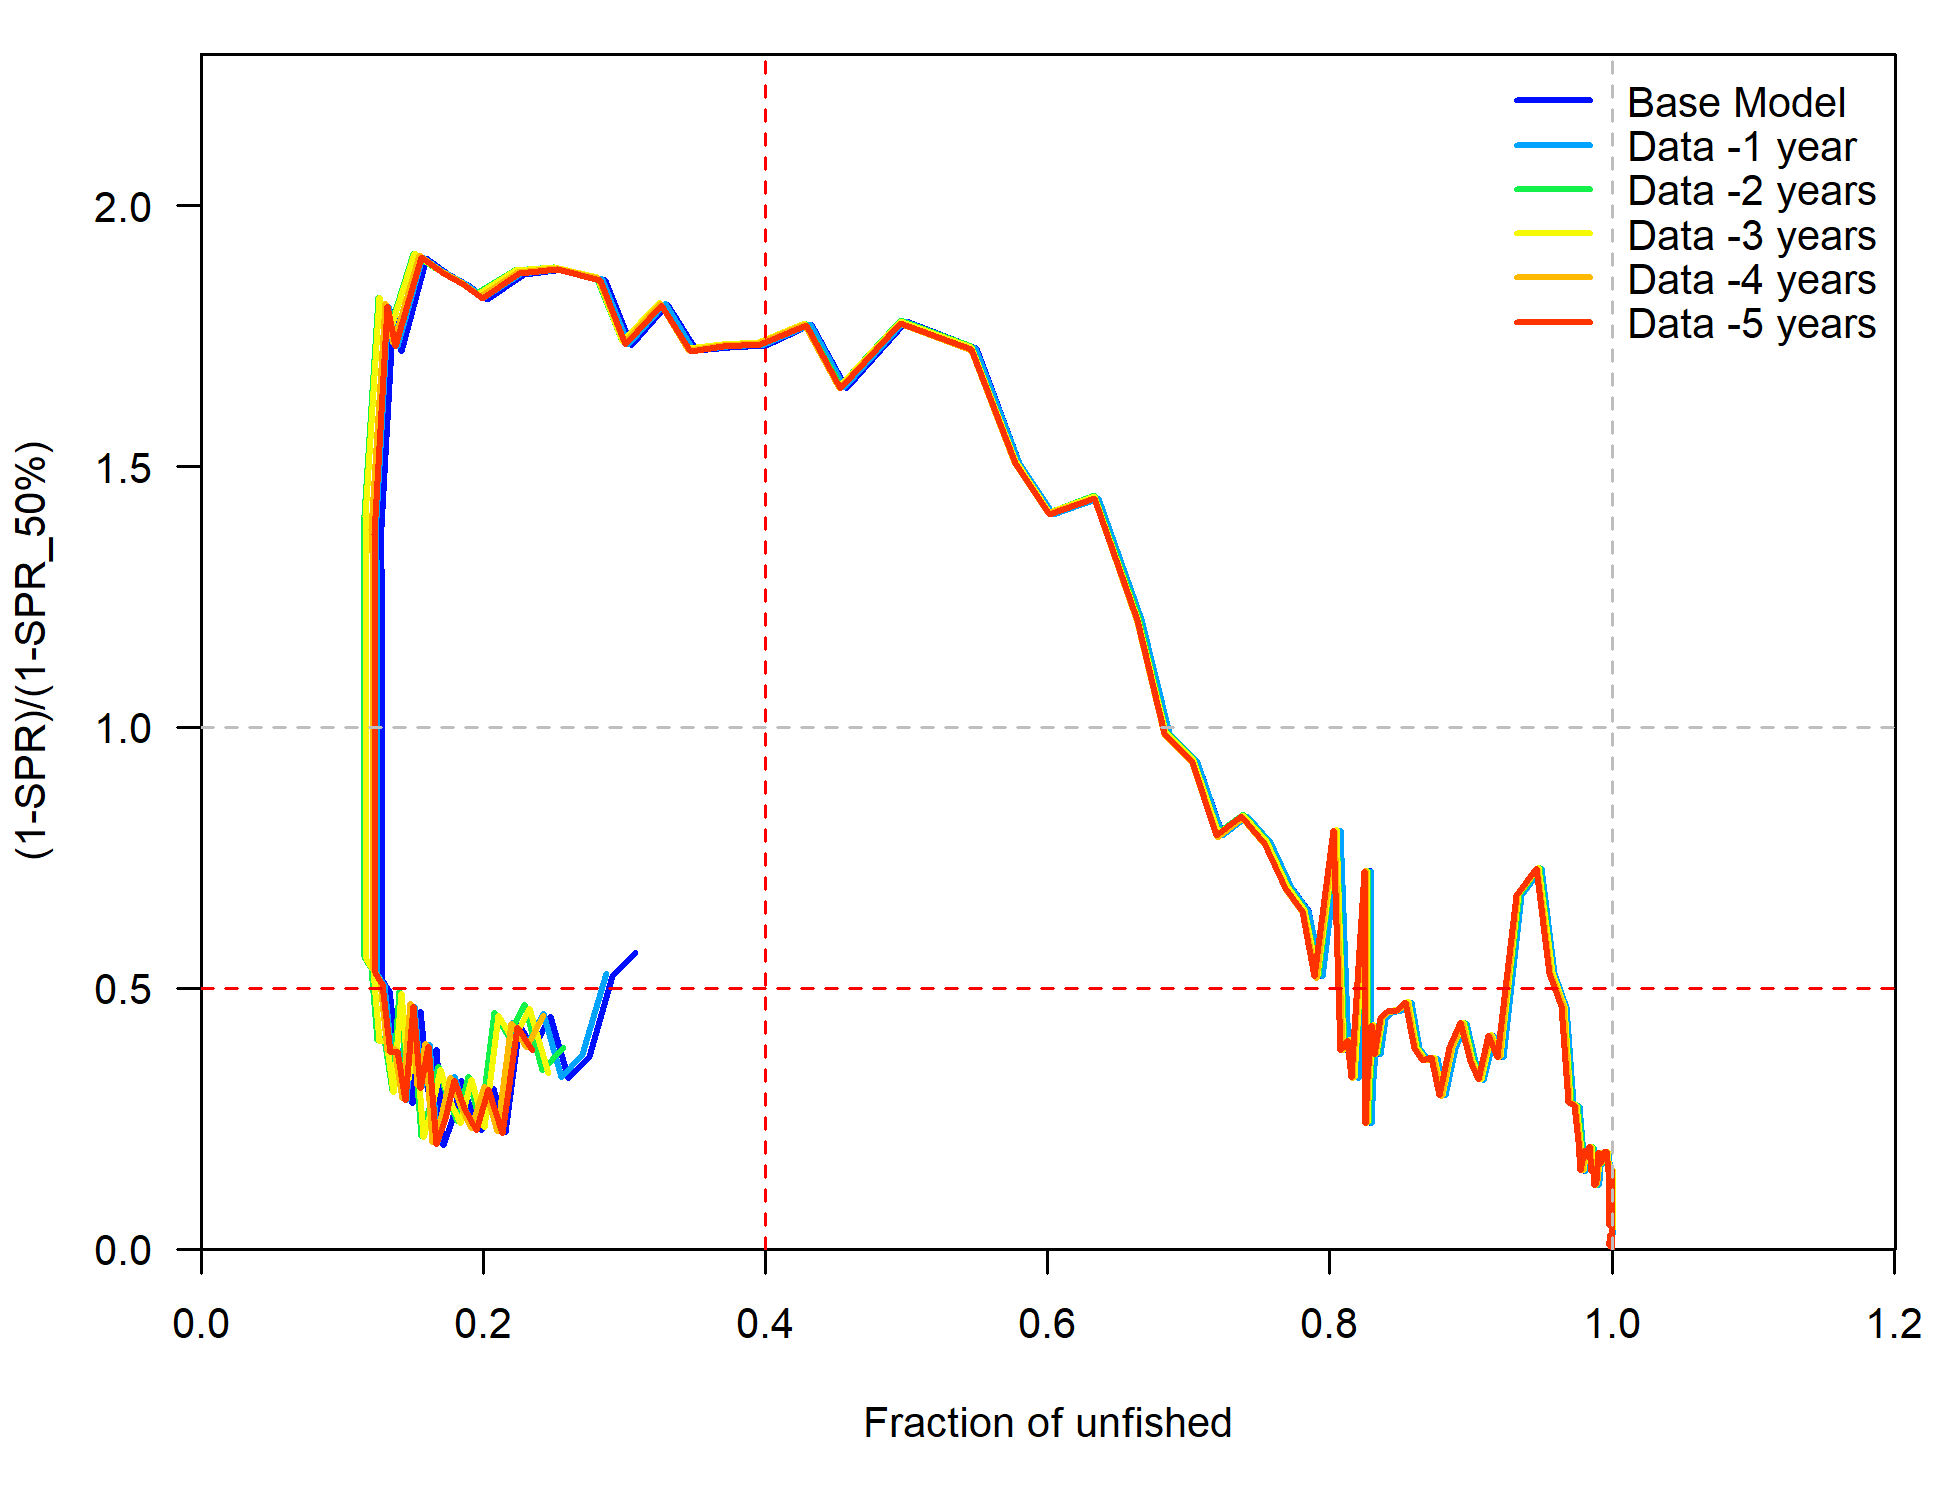 Base Model
Data -1 year
Data -2 years
Data -3 years
Data -4 years
Data -5 years
2.0
1.5
1.0
0.5
0.0
(1-SPR)/(1-SPR_50%)
0.0 0.2 0.4 0.6 0.8 1.0 1.2
Fraction of unfished